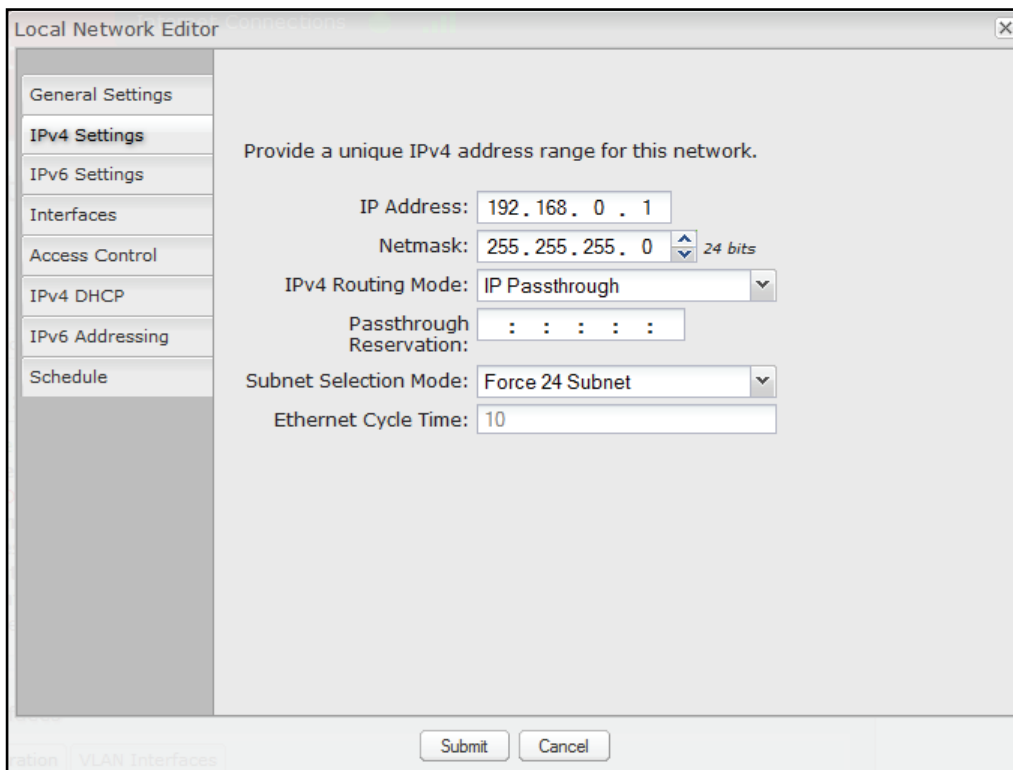 Internet Connections
Local Network Editor
General Settings
IPv4 Settings
IPv6 Settings
Interfaces
Access Control
IPv4 DHCP
IPv6 Addressing
Schedule
Provide a unique IPv4 address range for this network.
IP Address: 192 . 168 . 0 . 1
Netmask: 255 . 255 . 255 . 0 24 bits
IPv4 Routing Mode: IP Passthrough
Passthrough
Reservation: : : : : :
Subnet Selection Mode: Force 24 Subnet
Ethernet Cycle Time: 10
Submit Cancel
VLAN Interfaces